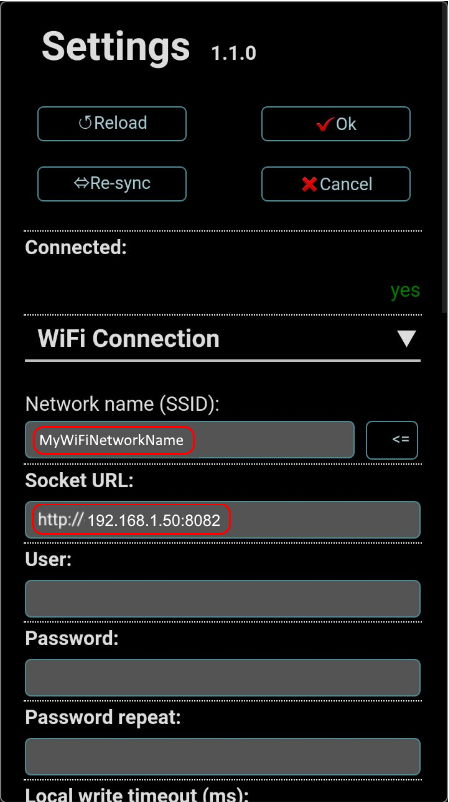 Settings 1.1.0
↺Reload
✓Ok
⇔Re-sync
✗Cancel
Connected:
yes
WiFi Connection ▼
Network name (SSID):
MyWiFiNetworkName
<=
Socket URL:
http:// 192.168.1.50:8082
User:
Password:
Password repeat:
Local write timeout (ms):